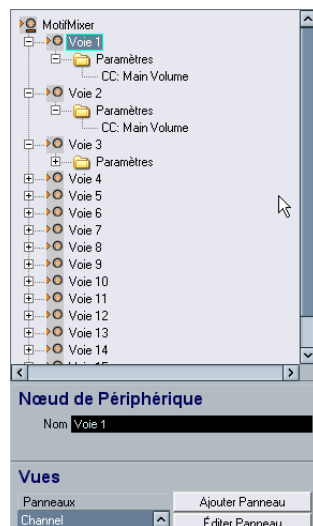 MotifMixer
Voie 1
Paramètres
CC: Main Volume
Voie 2
Paramètres
CC: Main Volume
Voie 3
Paramètres
Voie 4
Voie 5
Voie 6
Voie 7
Voie 8
Voie 9
Voie 10
Voie 11
Voie 12
Voie 13
Voie 14
Nœud de Périphérique
Nom Voie 1
Vues
Panneaux Ajouter Panneau
Channel Éditer Panneau